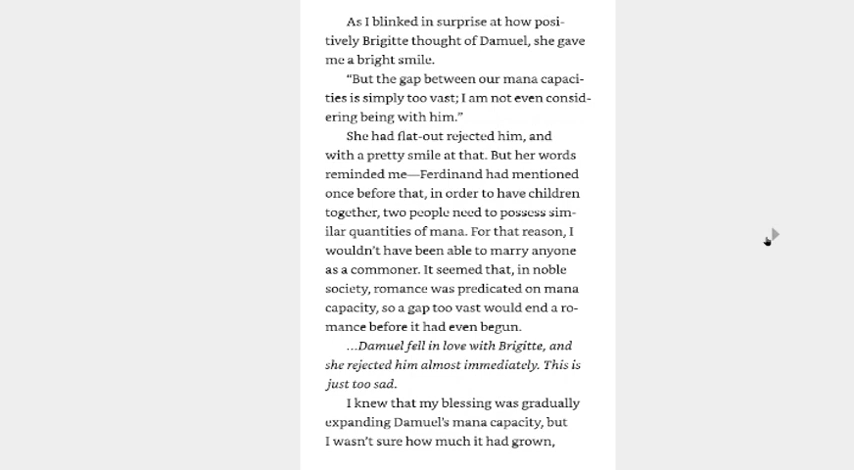 As I blinked in surprise at how posi-
tively Brigitte thought of Damuel, she gave
me a bright smile.
“But the gap between our mana capaci-
ties is simply too vast; I am not even consid-
ering being with him.”
She had flat-out rejected him, and
with a pretty smile at that. But her words
reminded me—Ferdinand had mentioned
once before that, in order to have children
together, two people need to possess sim-
ilar quantities of mana. For that reason, I
wouldn’t have been able to marry anyone
as a commoner. It seemed that, in noble
society, romance was predicated on mana
capacity, so a gap too vast would end a ro-
mance before it had even begun.
...Damuel fell in love with Brigitte, and
she rejected him almost immediately. This is
just too sad.
I knew that my blessing was gradually
expanding Damuel’s mana capacity, but
I wasn’t sure how much it had grown,